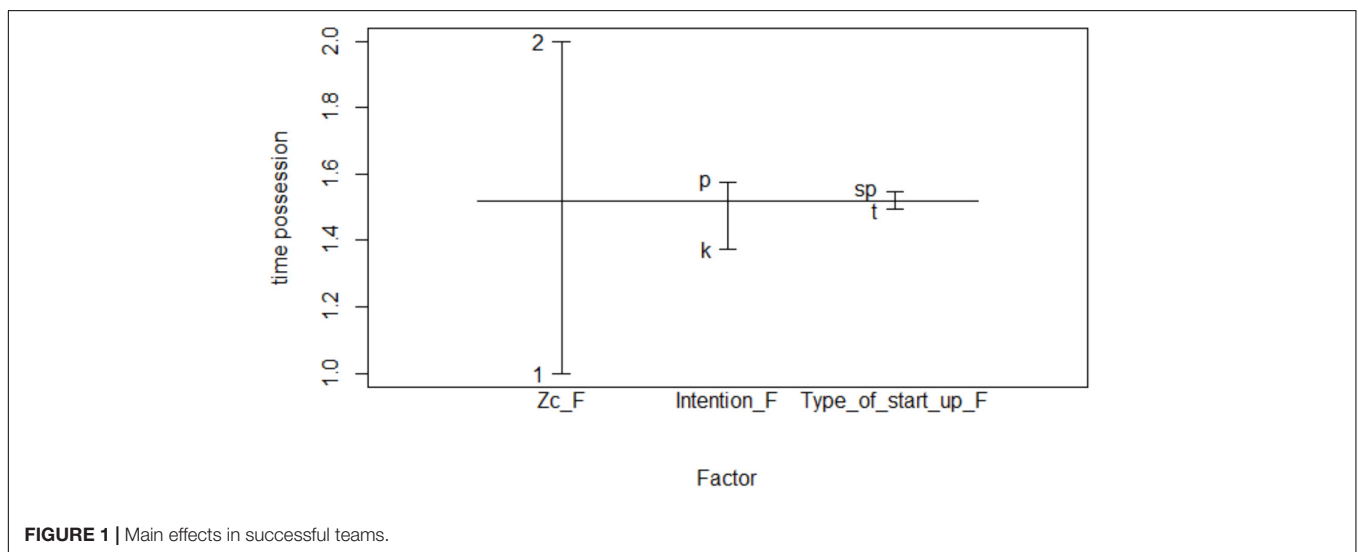 2.0
1.8
1.6
1.4
1.2
1.0
time possession
2
1
p
k
sp
t
Zc_F
Intention_F
Type_of_start_up_F
Factor
FIGURE 1 | Main effects in successful teams.